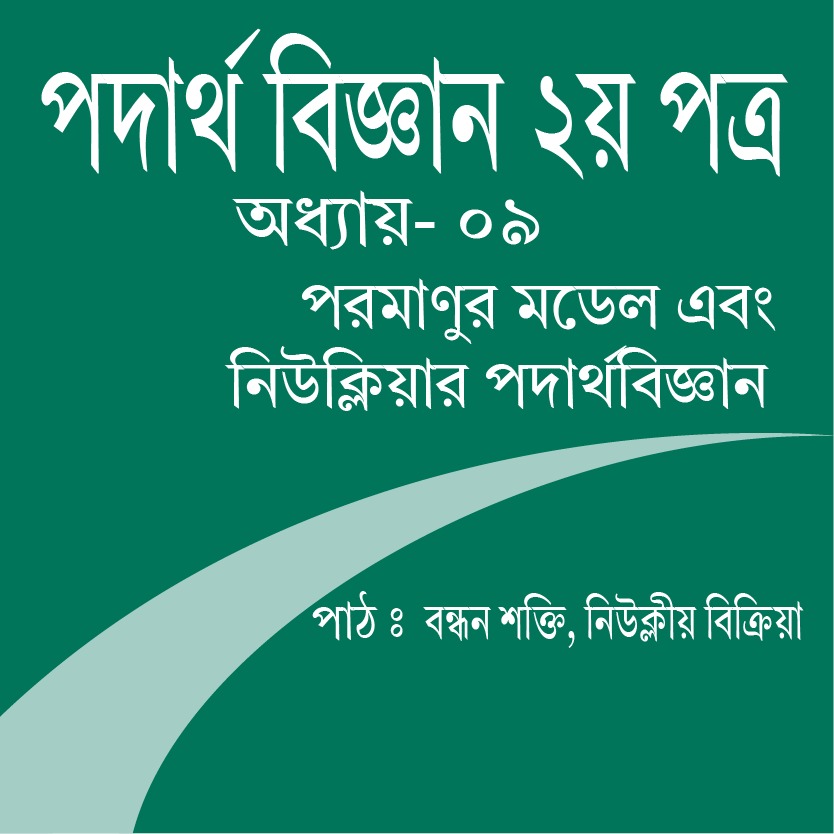 পদার্থ বিজ্ঞান ২য় পত্র
অধ্যায়- ০৯
পরমাণুর মডেল এবং
নিউক্লিয়ার পদার্থবিজ্ঞান
পাঠ ঃ বন্ধন শক্তি, নিউক্লীয় বিক্রিয়া